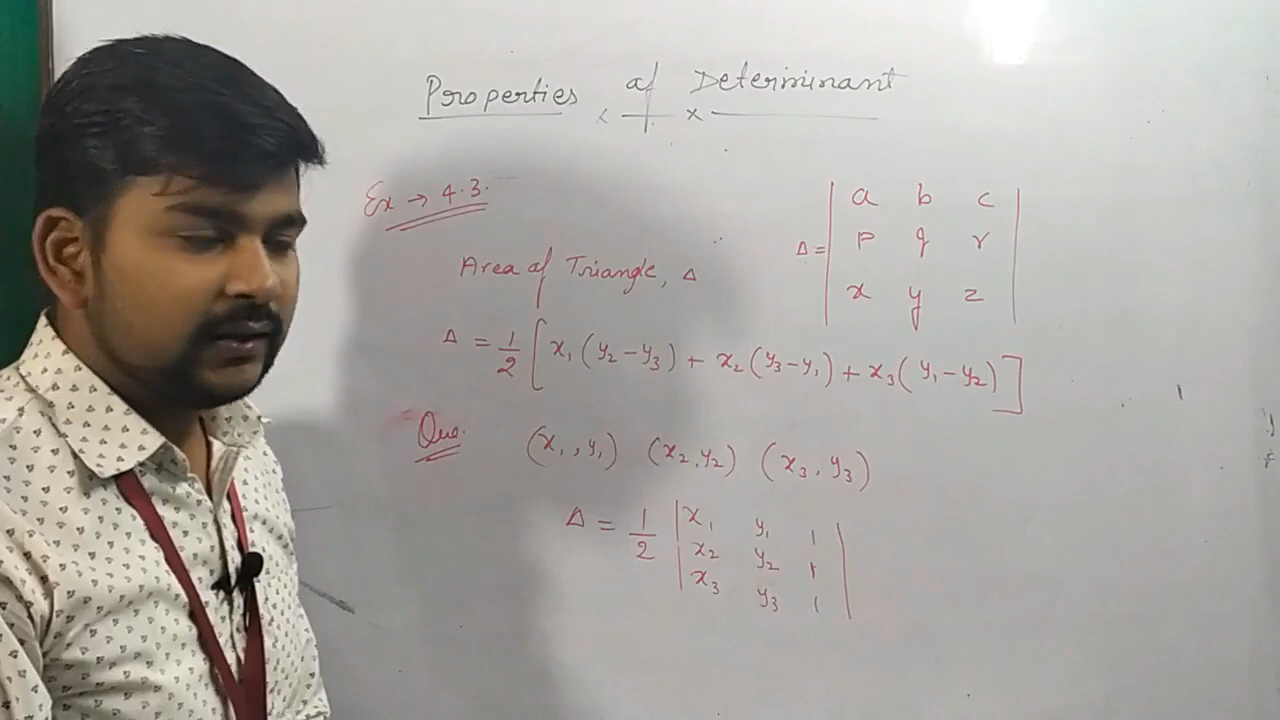 Properties of Determinant
Ex → 4.3.
Δ = | a b c |
| p q r |
| x y z |
Area of Triangle, Δ
Δ = 1/2 [ x₁ (y₂ – y₃) + x₂ (y₃ – y₁) + x₃ ( y₁ – y₂) ]
Que. (x₁ , y₁) (x₂, y₂) (x₃ , y₃)
Δ = 1/2 | x₁ y₁ 1 |
| x₂ y₂ 1 |
| x₃ y₃ 1 |